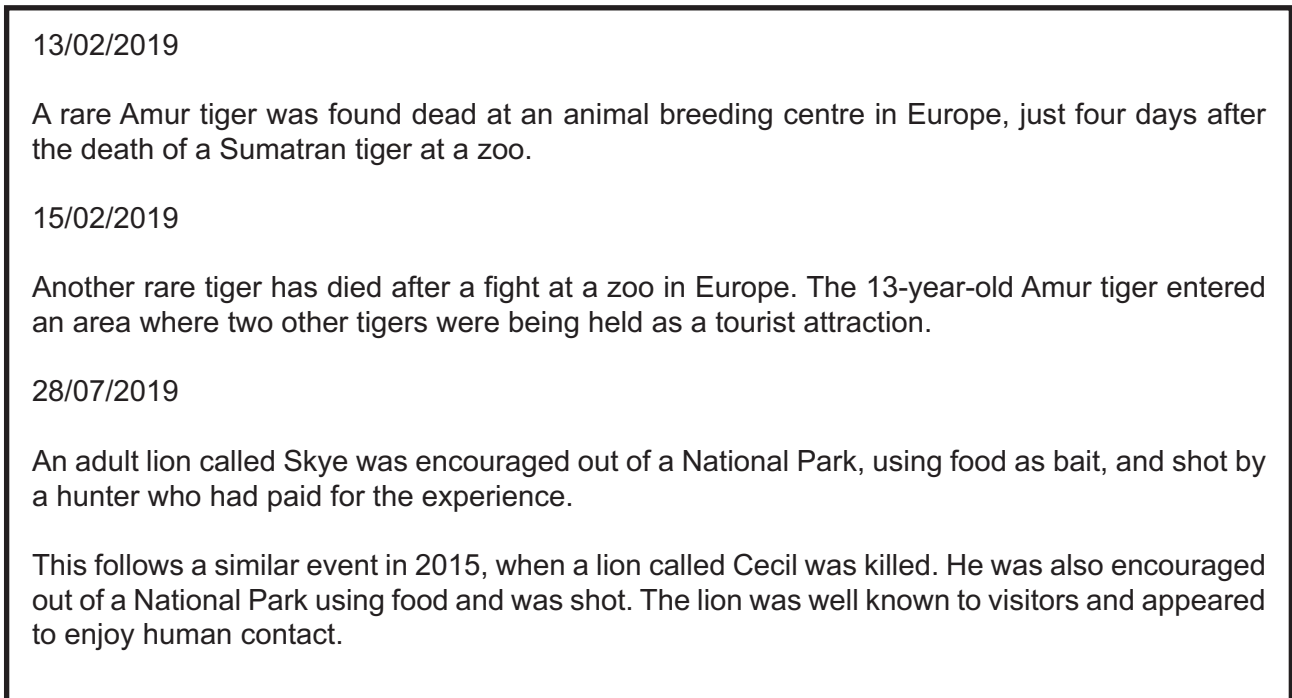 13/02/2019
A rare Amur tiger was found dead at an animal breeding centre in Europe, just four days after
the death of a Sumatran tiger at a zoo.
15/02/2019
Another rare tiger has died after a fight at a zoo in Europe. The 13-year-old Amur tiger entered
an area where two other tigers were being held as a tourist attraction.
28/07/2019
An adult lion called Skye was encouraged out of a National Park, using food as bait, and shot by
a hunter who had paid for the experience.
This follows a similar event in 2015, when a lion called Cecil was killed. He was also encouraged
out of a National Park using food and was shot. The lion was well known to visitors and appeared
to enjoy human contact.